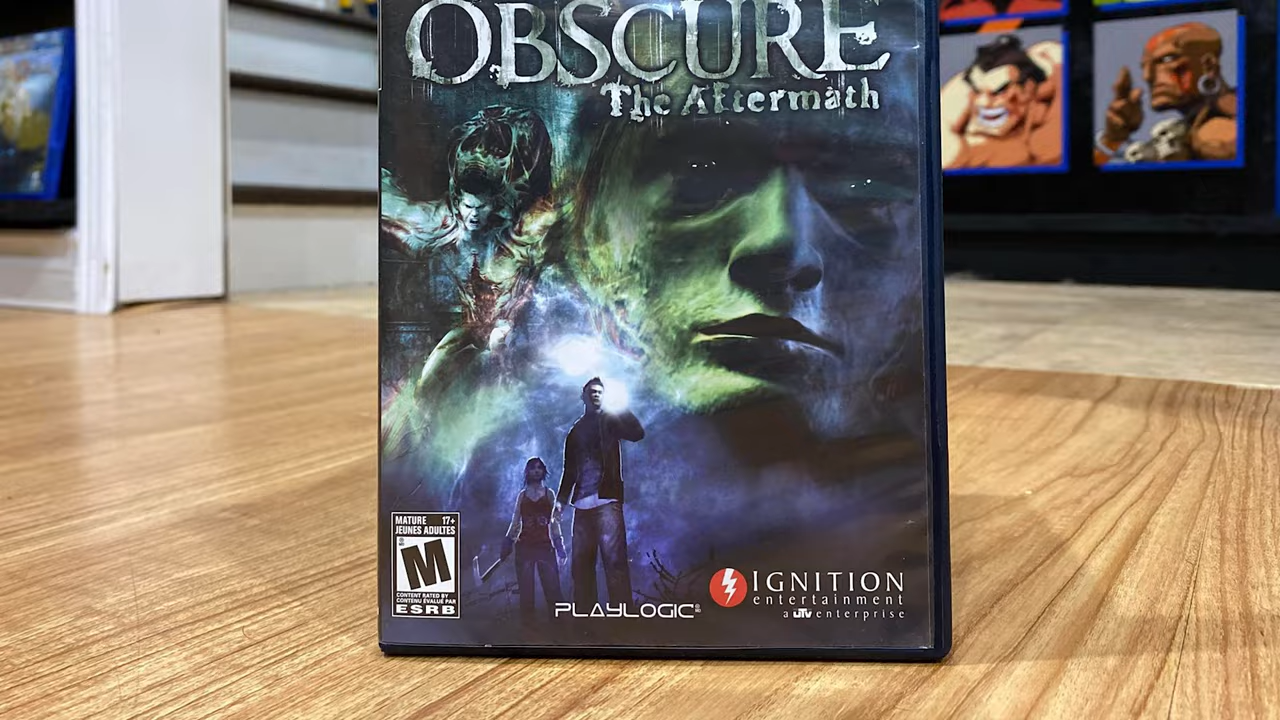 OBSCURE
The Aftermath
MATURE 17+
JEUNES ADULTES
M
CONTENT RATED BY
CONTENU ÉVALUÉ PAR
ESRB
PLAYLOGIC
IGNITION
entertainment
a UTV enterprise